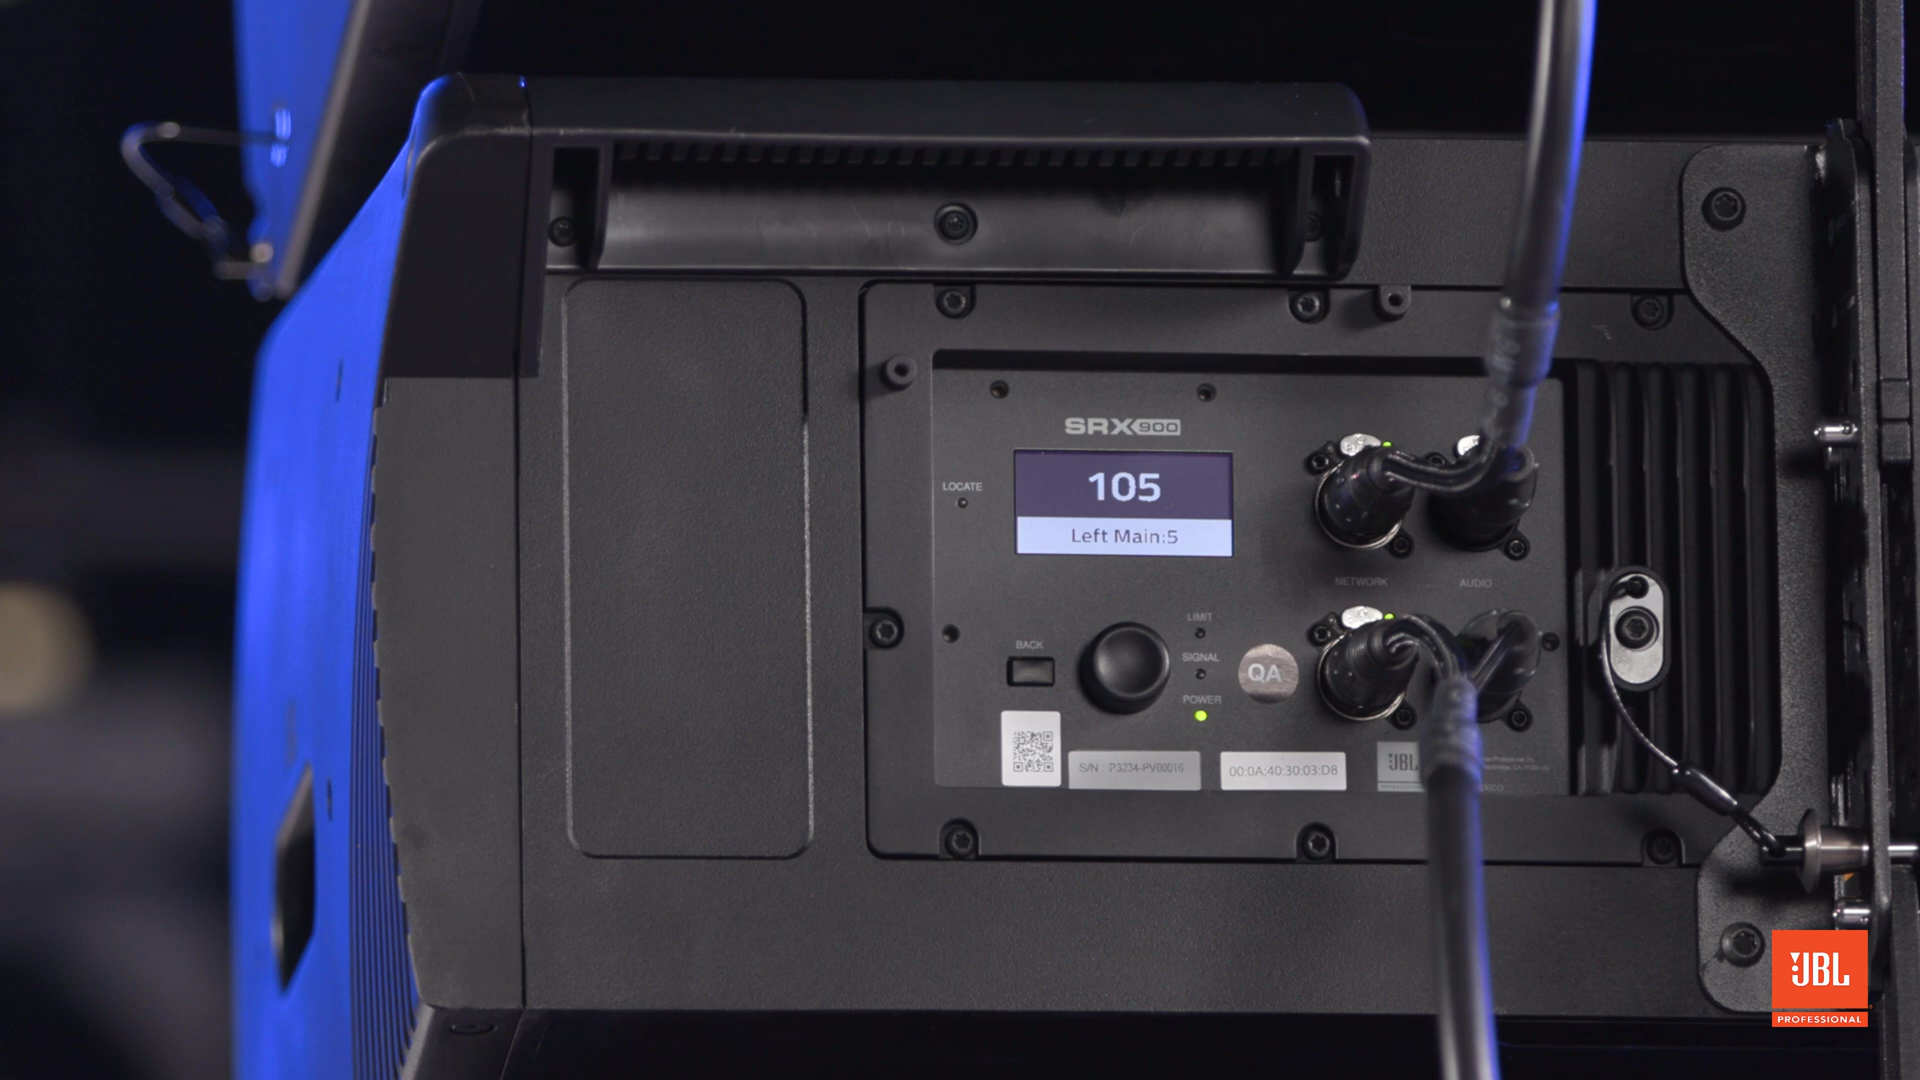 SRX900
LOCATE
105
Left Main:5
NETWORK
AUDIO
LIMIT
BACK
SIGNAL
QA
POWER
S/N : P3234-PV00016
00:0A:40:30:03:D8
JBL
JBL
PROFESSIONAL